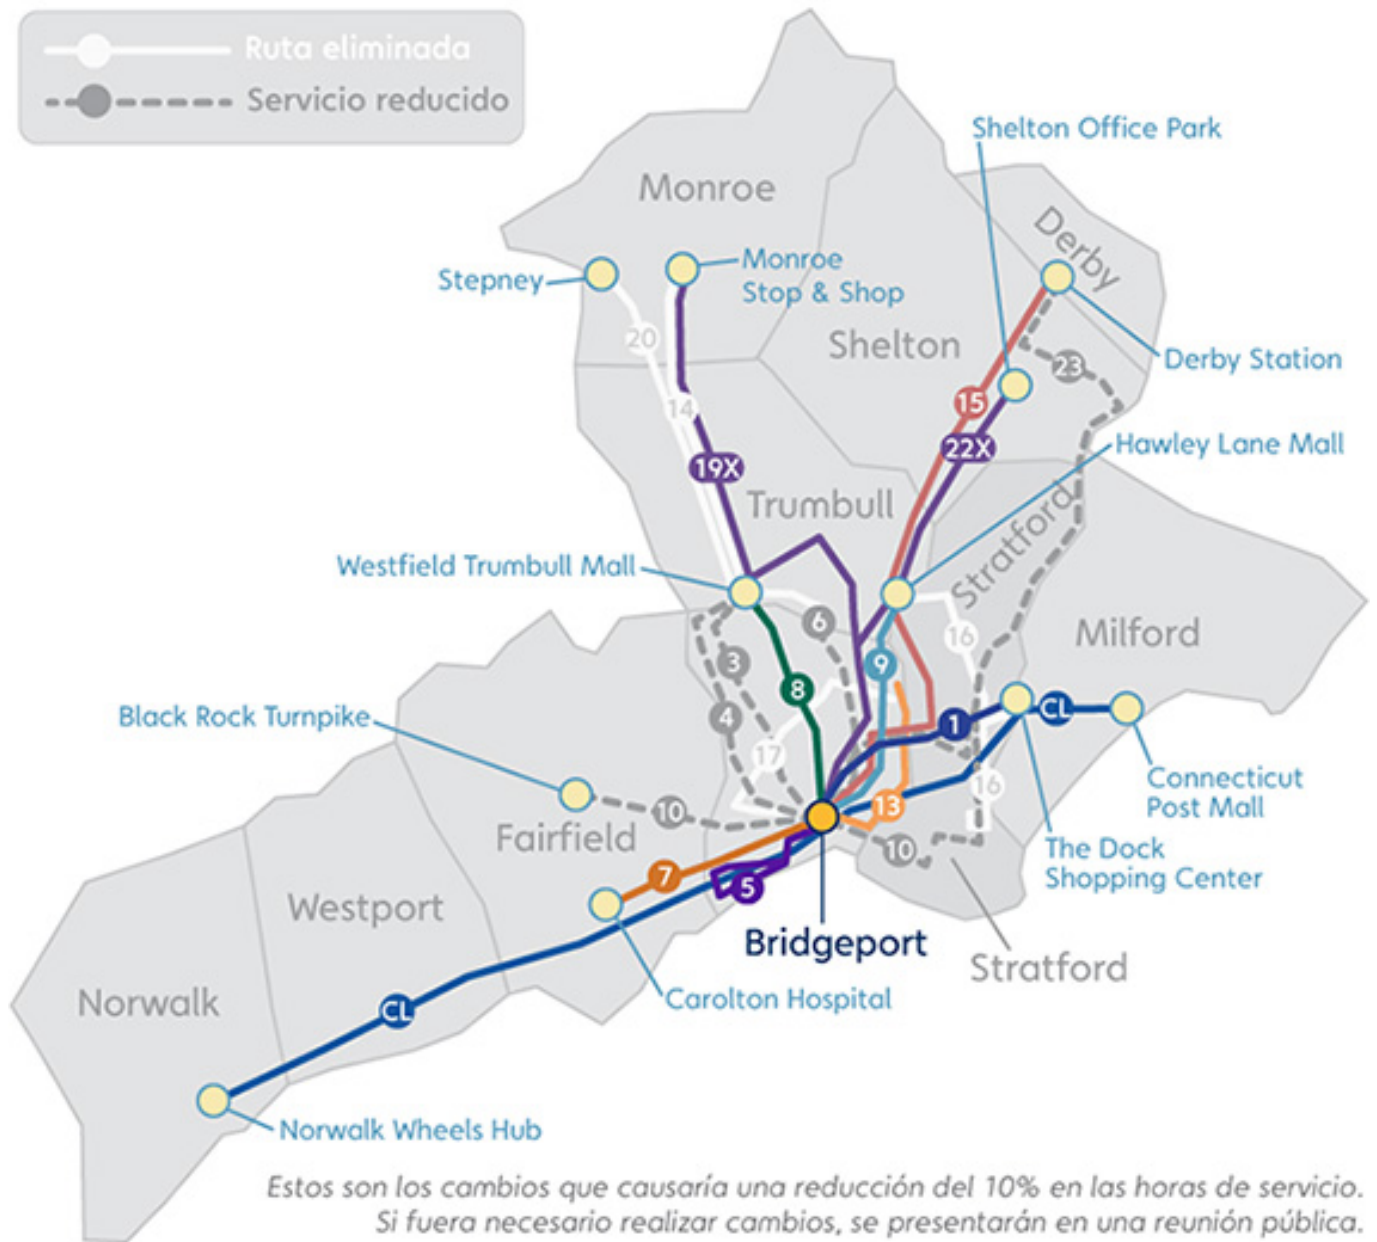 Ruta eliminada
Servicio reducido
Shelton Office Park
Monroe
Derby
Stepney
Monroe
Stop & Shop
20
Shelton
Derby Station
23
15
14
22X
Hawley Lane Mall
19X
Trumbull
Stratford
Westfield Trumbull Mall
6
16
Milford
3
9
8
4
Black Rock Turnpike
1
CL
17
Connecticut
Post Mall
16
10
13
Fairfield
10
The Dock
Shopping Center
7
5
Westport
Bridgeport
Stratford
Norwalk
Carolton Hospital
CL
Norwalk Wheels Hub
Estos son los cambios que causaría una reducción del 10% en las horas de servicio.
Si fuera necesario realizar cambios, se presentarán en una reunión pública.